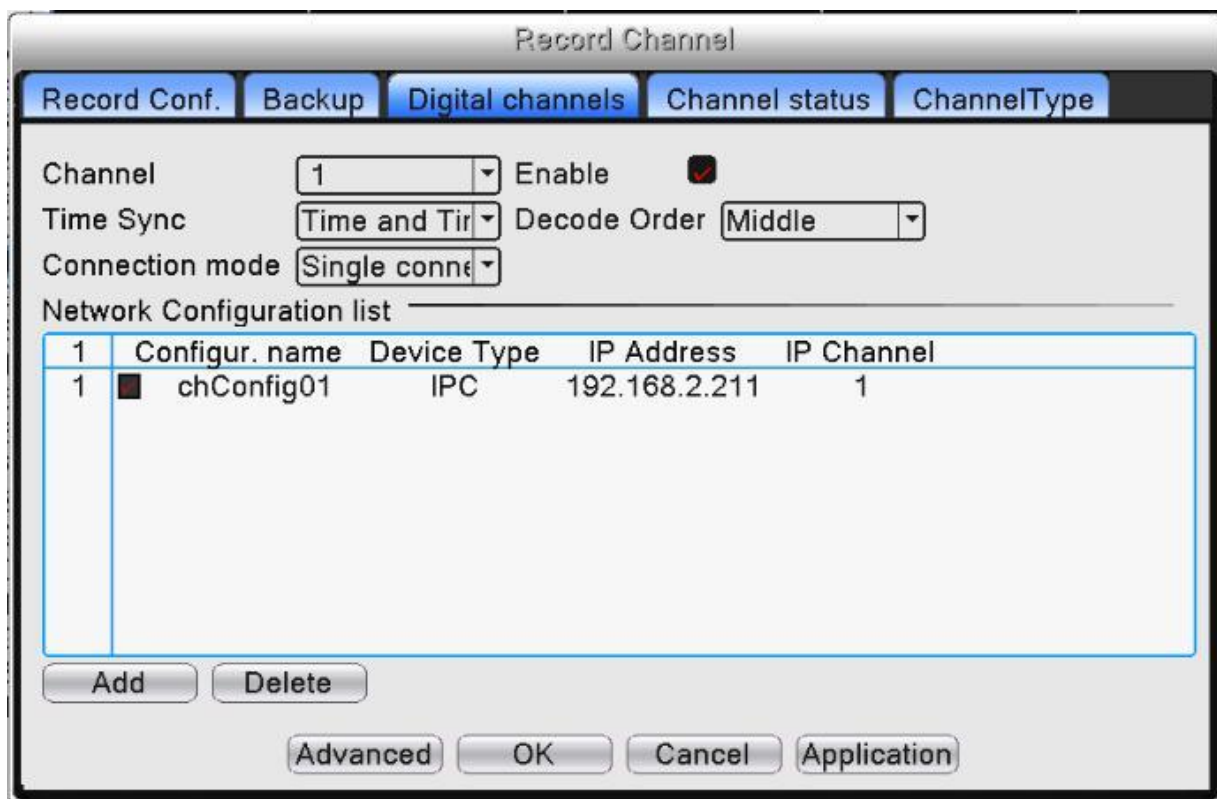 Record Channel
Record Conf. Backup Digital channels Channel status ChannelType
Channel 1 Enable
Time Sync Time and Tir Decode Order Middle
Connection mode Single conne
Network Configuration list
1 Configur. name Device Type IP Address IP Channel
1 chConfig01 IPC 192.168.2.211 1
Add Delete
Advanced OK Cancel Application